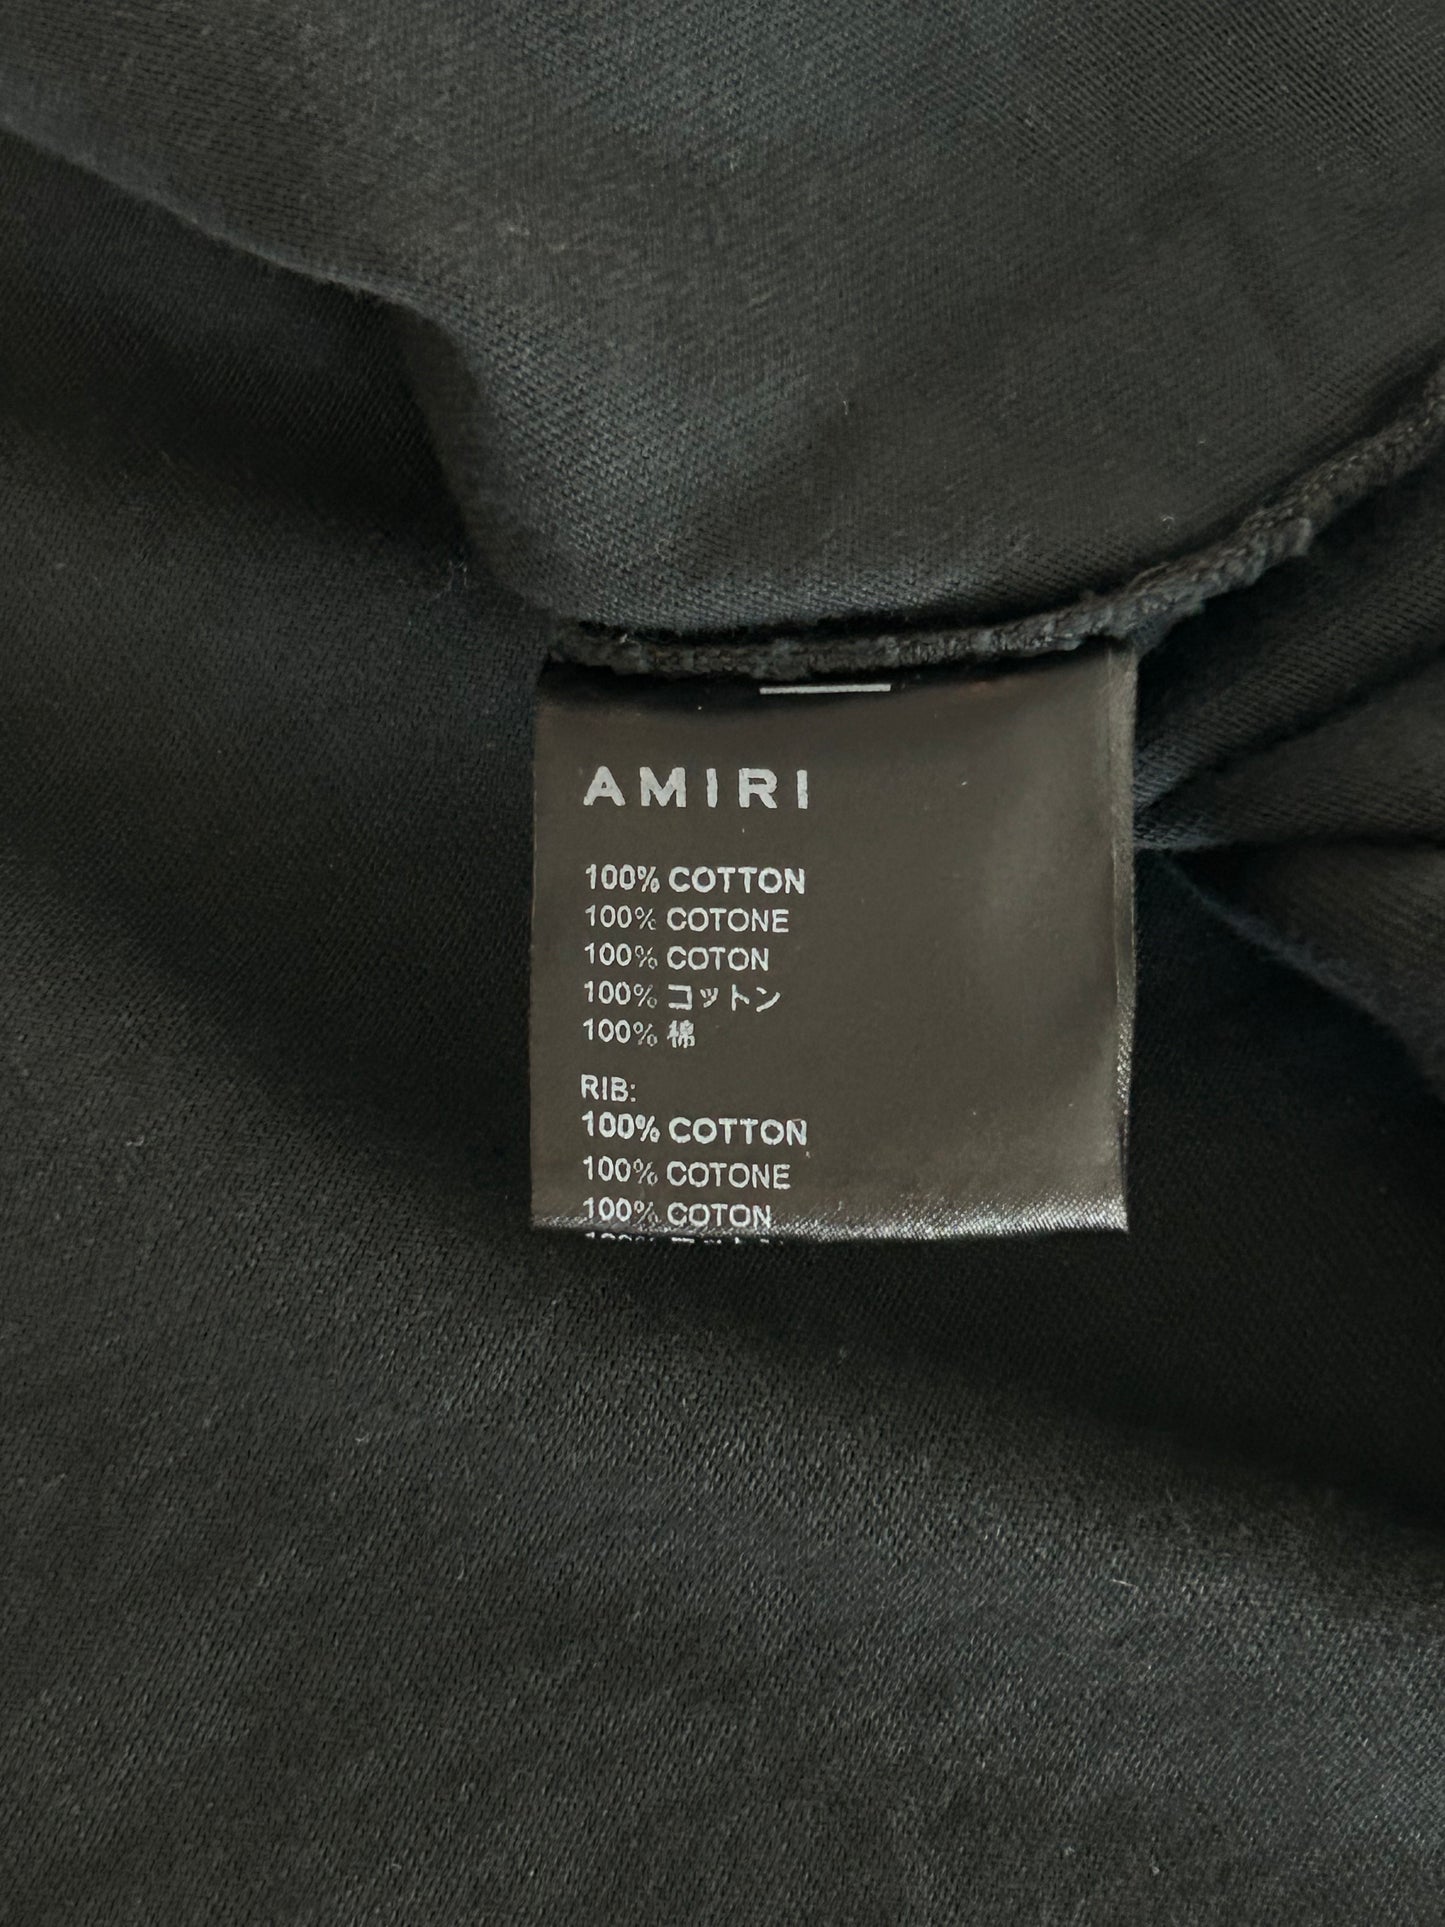 AMIRI
100% COTTON
100% COTONE
100% COTON
100% コットン
100% 棉
RIB:
100% COTTON
100% COTONE
100% COTON